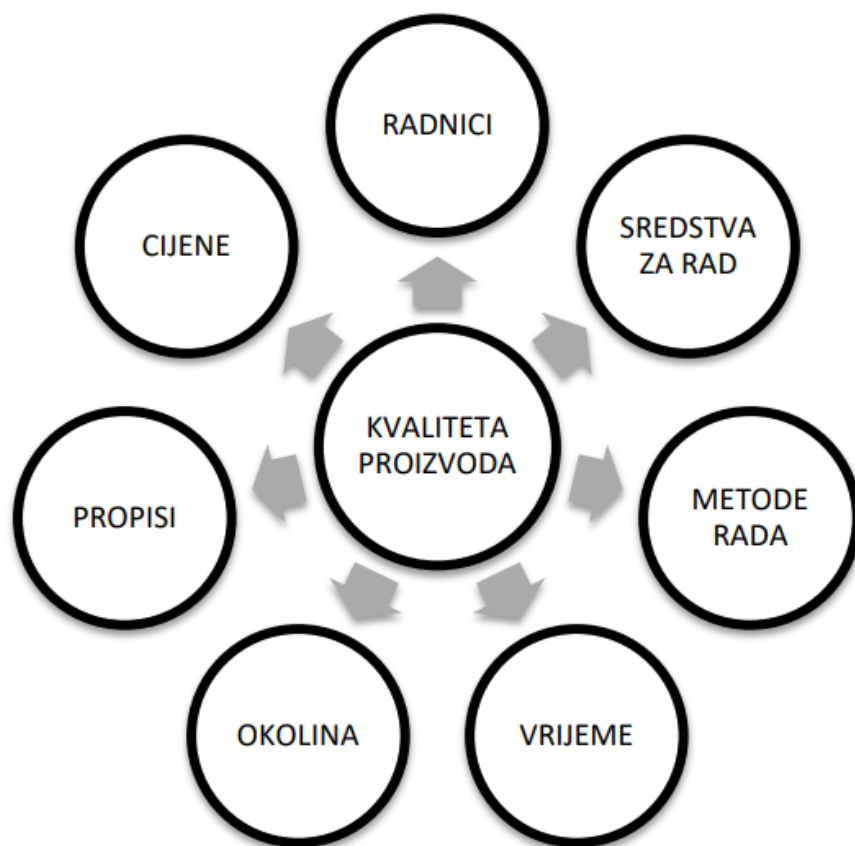 RADNICI
SREDSTVA
ZA RAD
METODE
RADA
VRIJEME
OKOLINA
PROPISI
CIJENE
KVALITETA
PROIZVODA